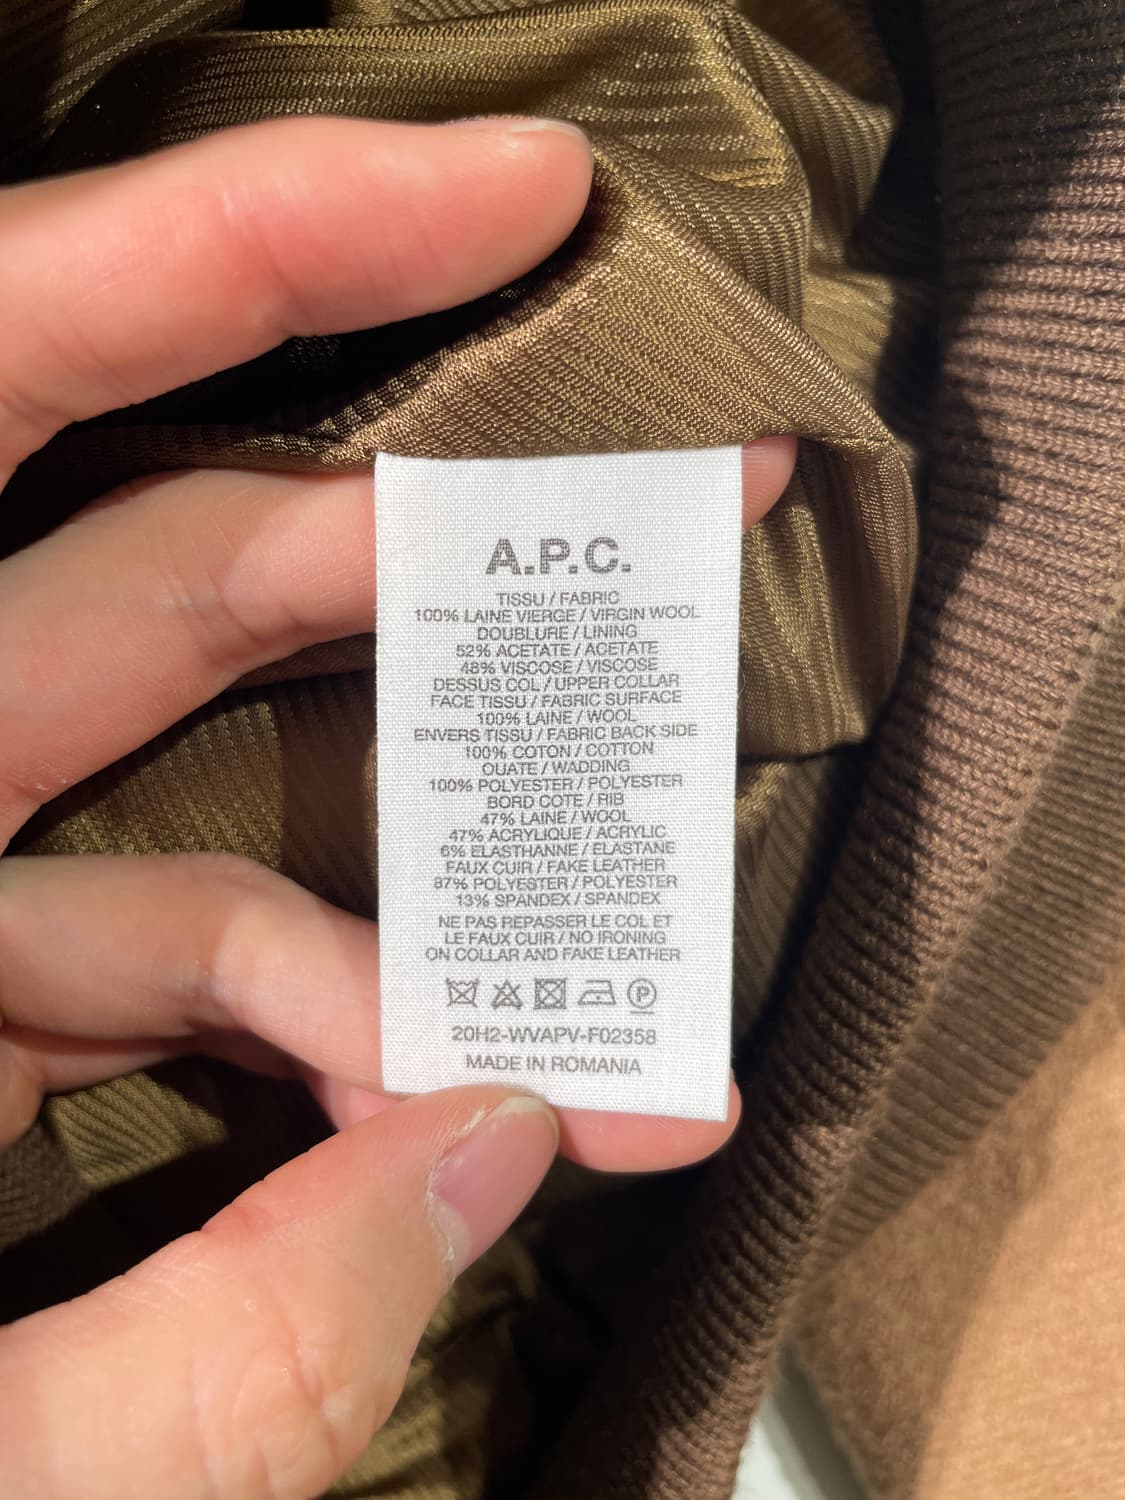 A.P.C.
TISSU / FABRIC
100% LAINE VIERGE / VIRGIN WOOL
DOUBLURE / LINING
52% ACETATE / ACETATE
48% VISCOSE / VISCOSE
DESSUS COL / UPPER COLLAR
FACE TISSU / FABRIC SURFACE
100% LAINE / WOOL
ENVERS TISSU / FABRIC BACK SIDE
100% COTON / COTTON
OUATE / WADDING
100% POLYESTER / POLYESTER
BORD COTE / RIB
47% LAINE / WOOL
47% ACRYLIQUE / ACRYLIC
6% ELASTHANNE / ELASTANE
FAUX CUIR / FAKE LEATHER
87% POLYESTER / POLYESTER
13% SPANDEX / SPANDEX
NE PAS REPASSER LE COL ET
LE FAUX CUIR / NO IRONING
ON COLLAR AND FAKE LEATHER
P
20H2-WVAPV-F02358
MADE IN ROMANIA